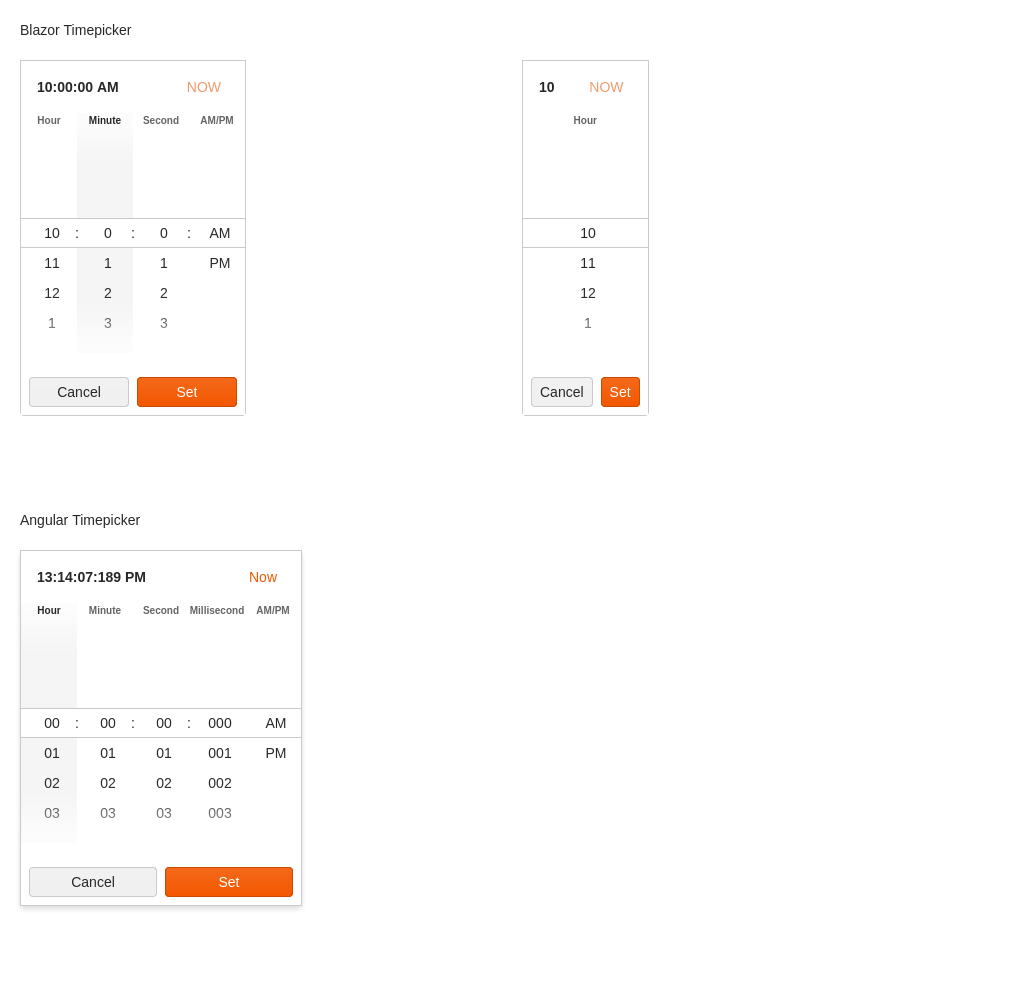 Blazor Timepicker
10:00:00 AM NOW
Hour Minute Second AM/PM
10 : 0 : 0 : AM
11 1 1 PM
12 2 2
1 3 3
Cancel Set
10 NOW
Hour
10
11
12
1
Cancel Set
Angular Timepicker
13:14:07:189 PM Now
Hour Minute Second Millisecond AM/PM
00 : 00 : 00 : 000 AM
01 01 01 001 PM
02 02 02 002
03 03 03 003
Cancel Set